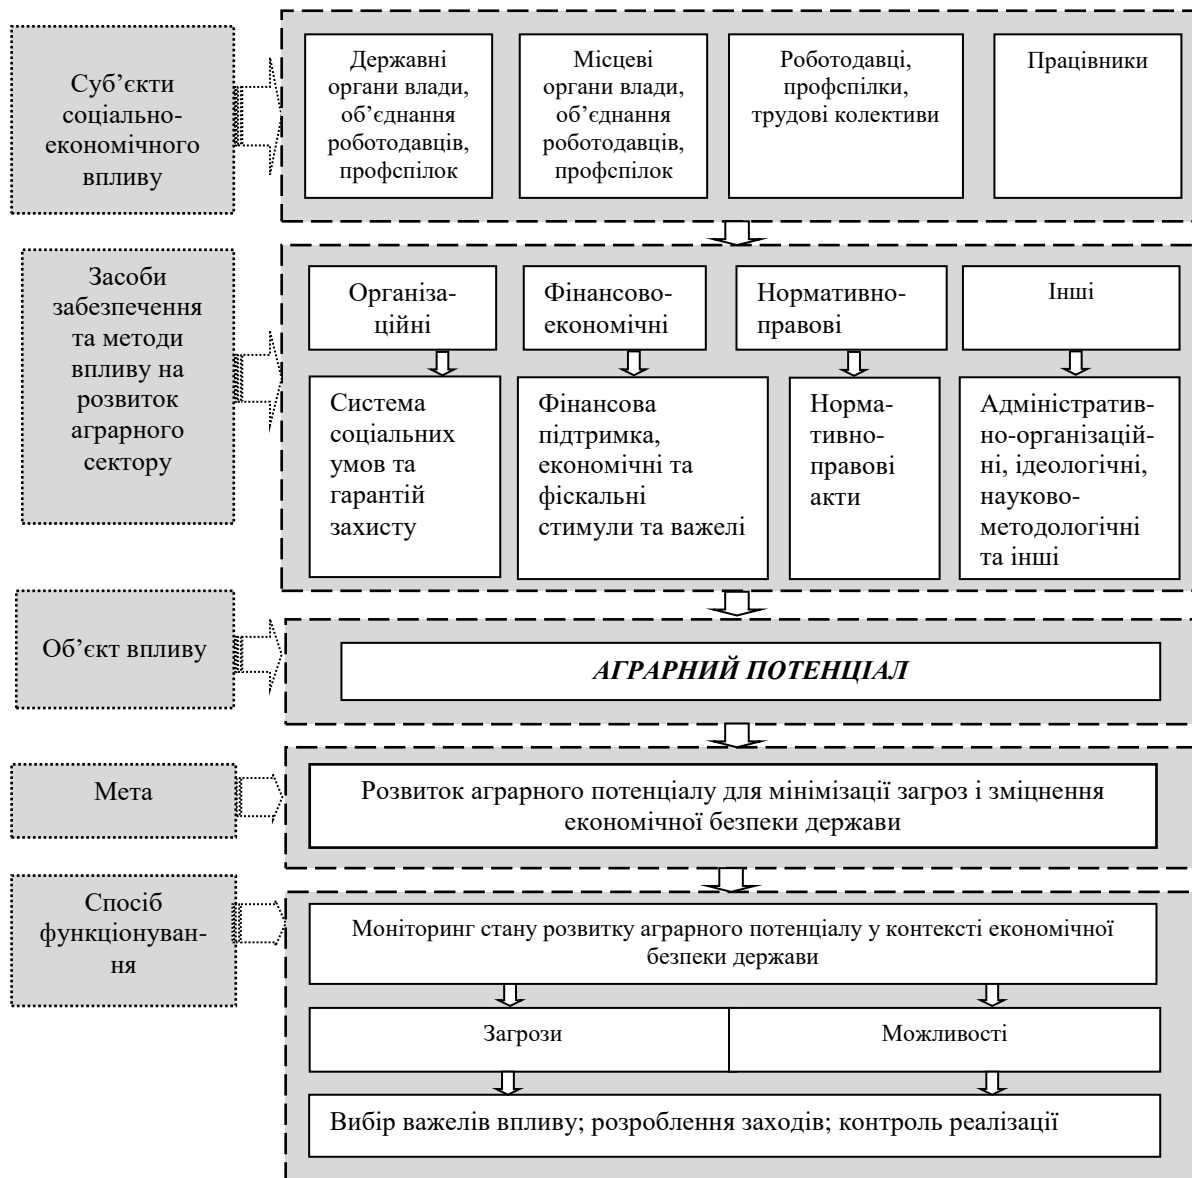 Суб’єкти
соціально-
економічного
впливу
Державні
органи влади,
об’єднання
роботодавців,
профспілок
Місцеві
органи влади,
об’єднання
роботодавців,
профспілок
Роботодавці,
профспілки,
трудові колективи
Працівники
Засоби
забезпечення
та методи
впливу на
розвиток
аграрного
сектору
Організа-
ційні
Фінансово-
економічні
Нормативно-
правові
Інші
Система
соціальних
умов та
гарантій
захисту
Фінансова
підтримка,
економічні та
фіскальні
стимули та важелі
Норма-
тивно-
правові
акти
Адміністратив-
но-організацій-
ні, ідеологічні,
науково-
методологічні
та інші
Об’єкт впливу
АГРАРНИЙ ПОТЕНЦІАЛ
Мета
Розвиток аграрного потенціалу для мінімізації загроз і зміцнення
економічної безпеки держави
Спосіб
функціонуван-
ня
Моніторинг стану розвитку аграрного потенціалу у контексті економічної
безпеки держави
Загрози
Можливості
Вибір важелів впливу; розроблення заходів; контроль реалізації